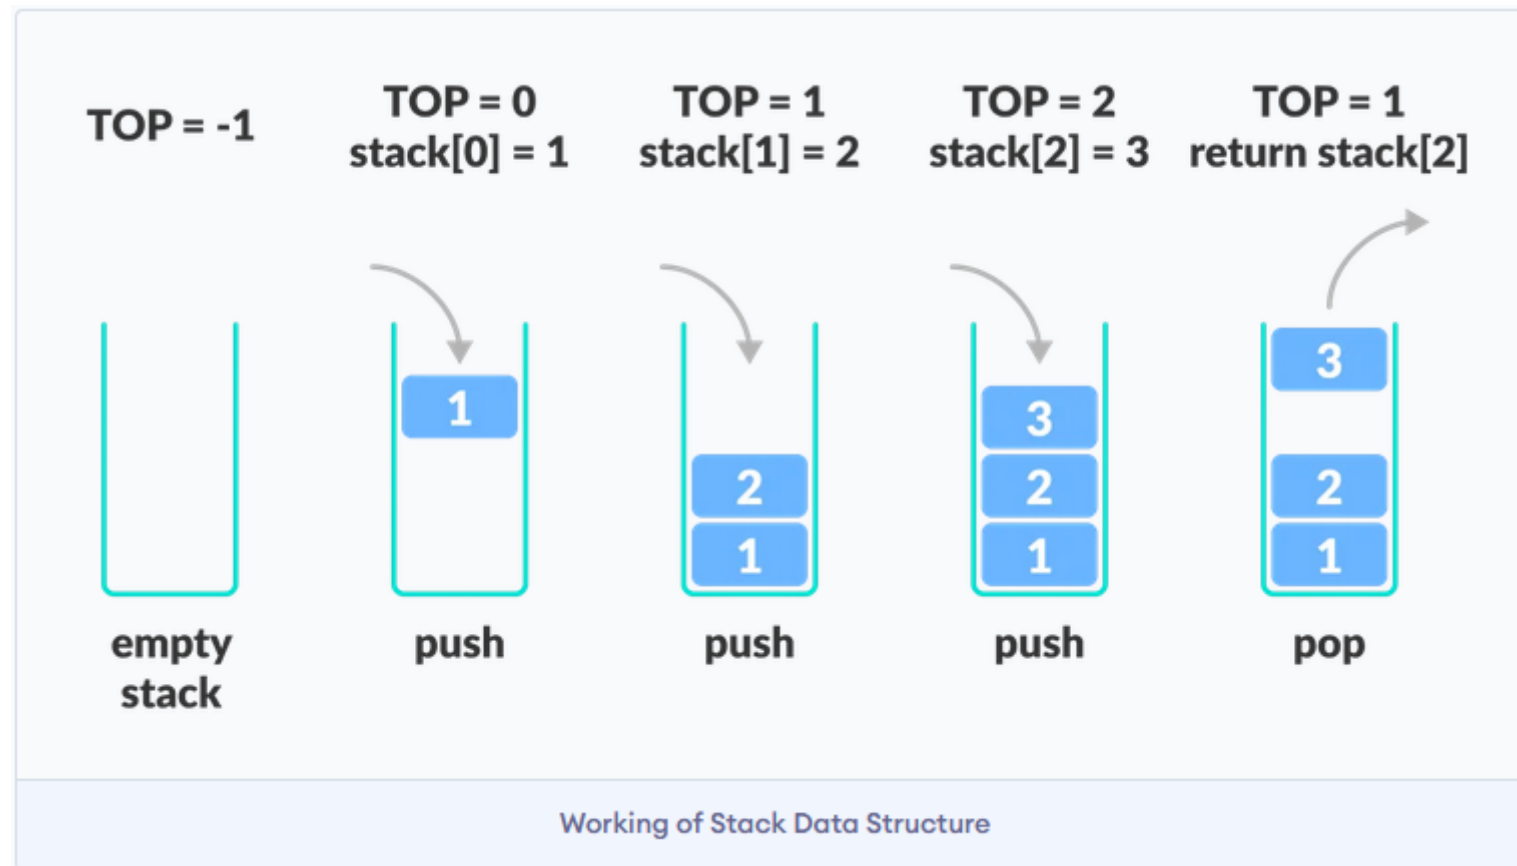 TOP = -1
TOP = 0
stack[0] = 1
TOP = 1
stack[1] = 2
TOP = 2
stack[2] = 3
TOP = 1
return stack[2]
1
2
1
3
2
1
3
2
1
empty
stack
push
push
push
pop
Working of Stack Data Structure